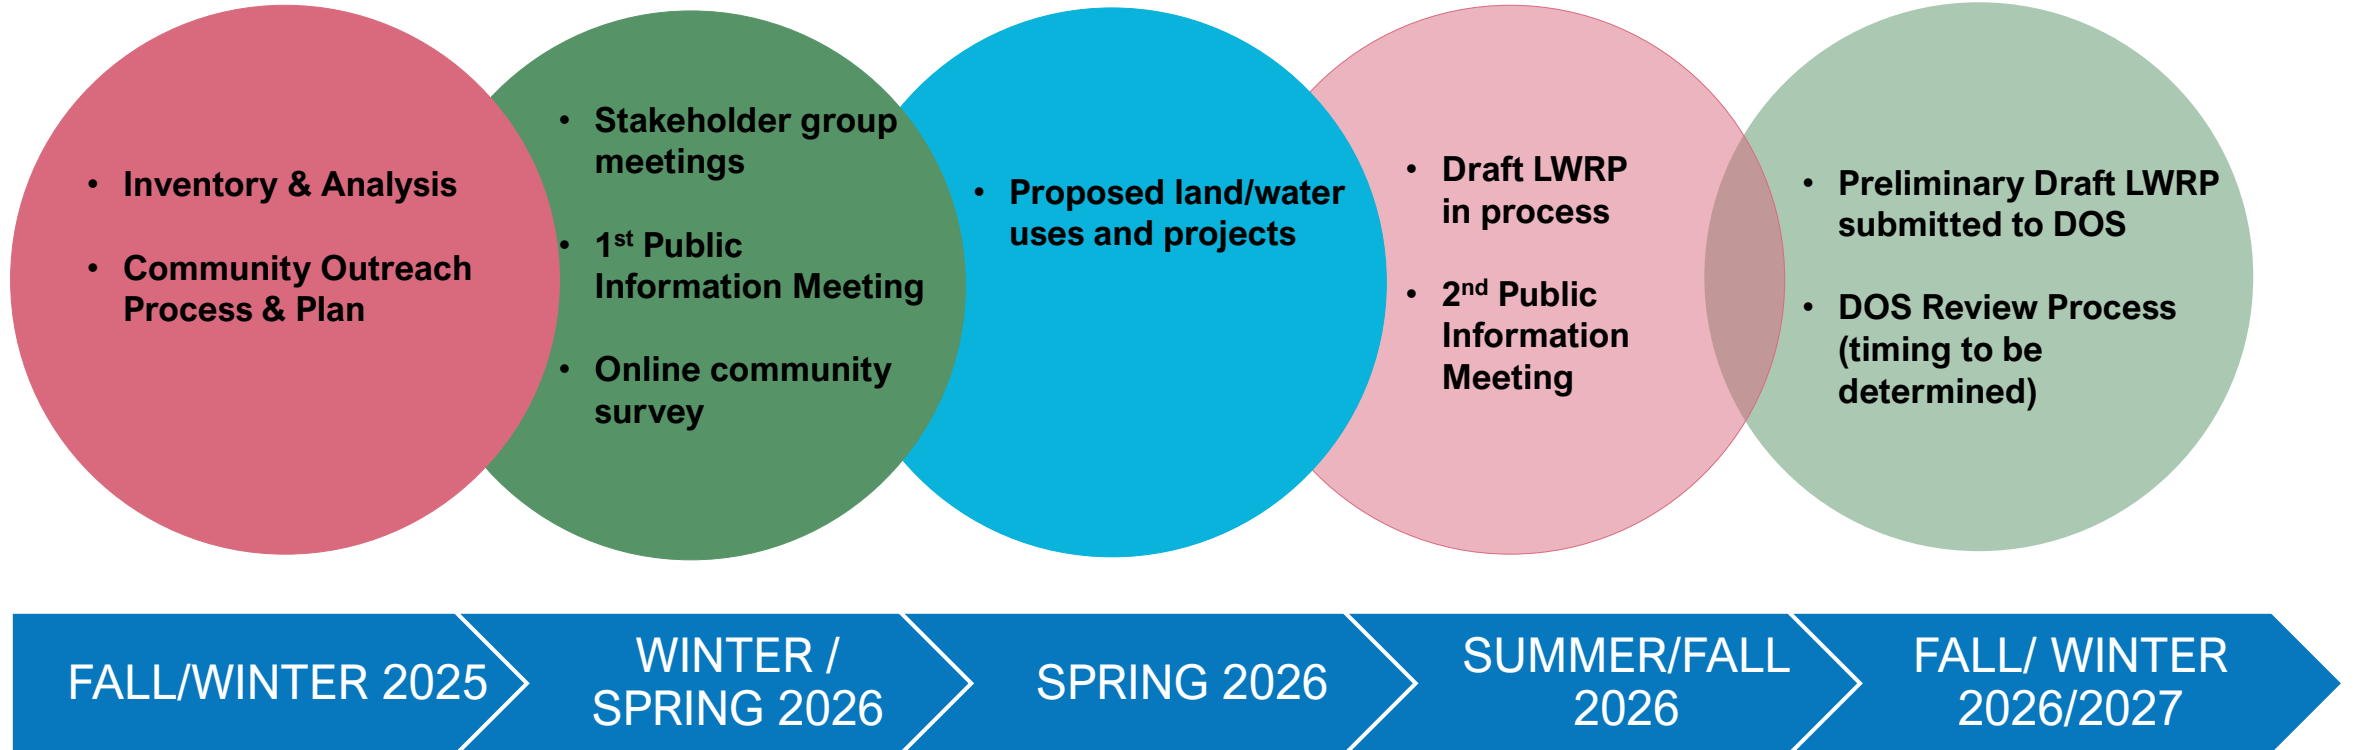 • Inventory & Analysis
• Community Outreach
Process & Plan
• Stakeholder group
meetings
• 1st Public
Information Meeting
• Online community
survey
• Proposed land/water
uses and projects
• Draft LWRP
in process
• 2nd Public
Information
Meeting
• Preliminary Draft LWRP
submitted to DOS
• DOS Review Process
(timing to be
determined)
FALL/WINTER 2025
WINTER /
SPRING 2026
SPRING 2026
SUMMER/FALL
2026
FALL/ WINTER
2026/2027